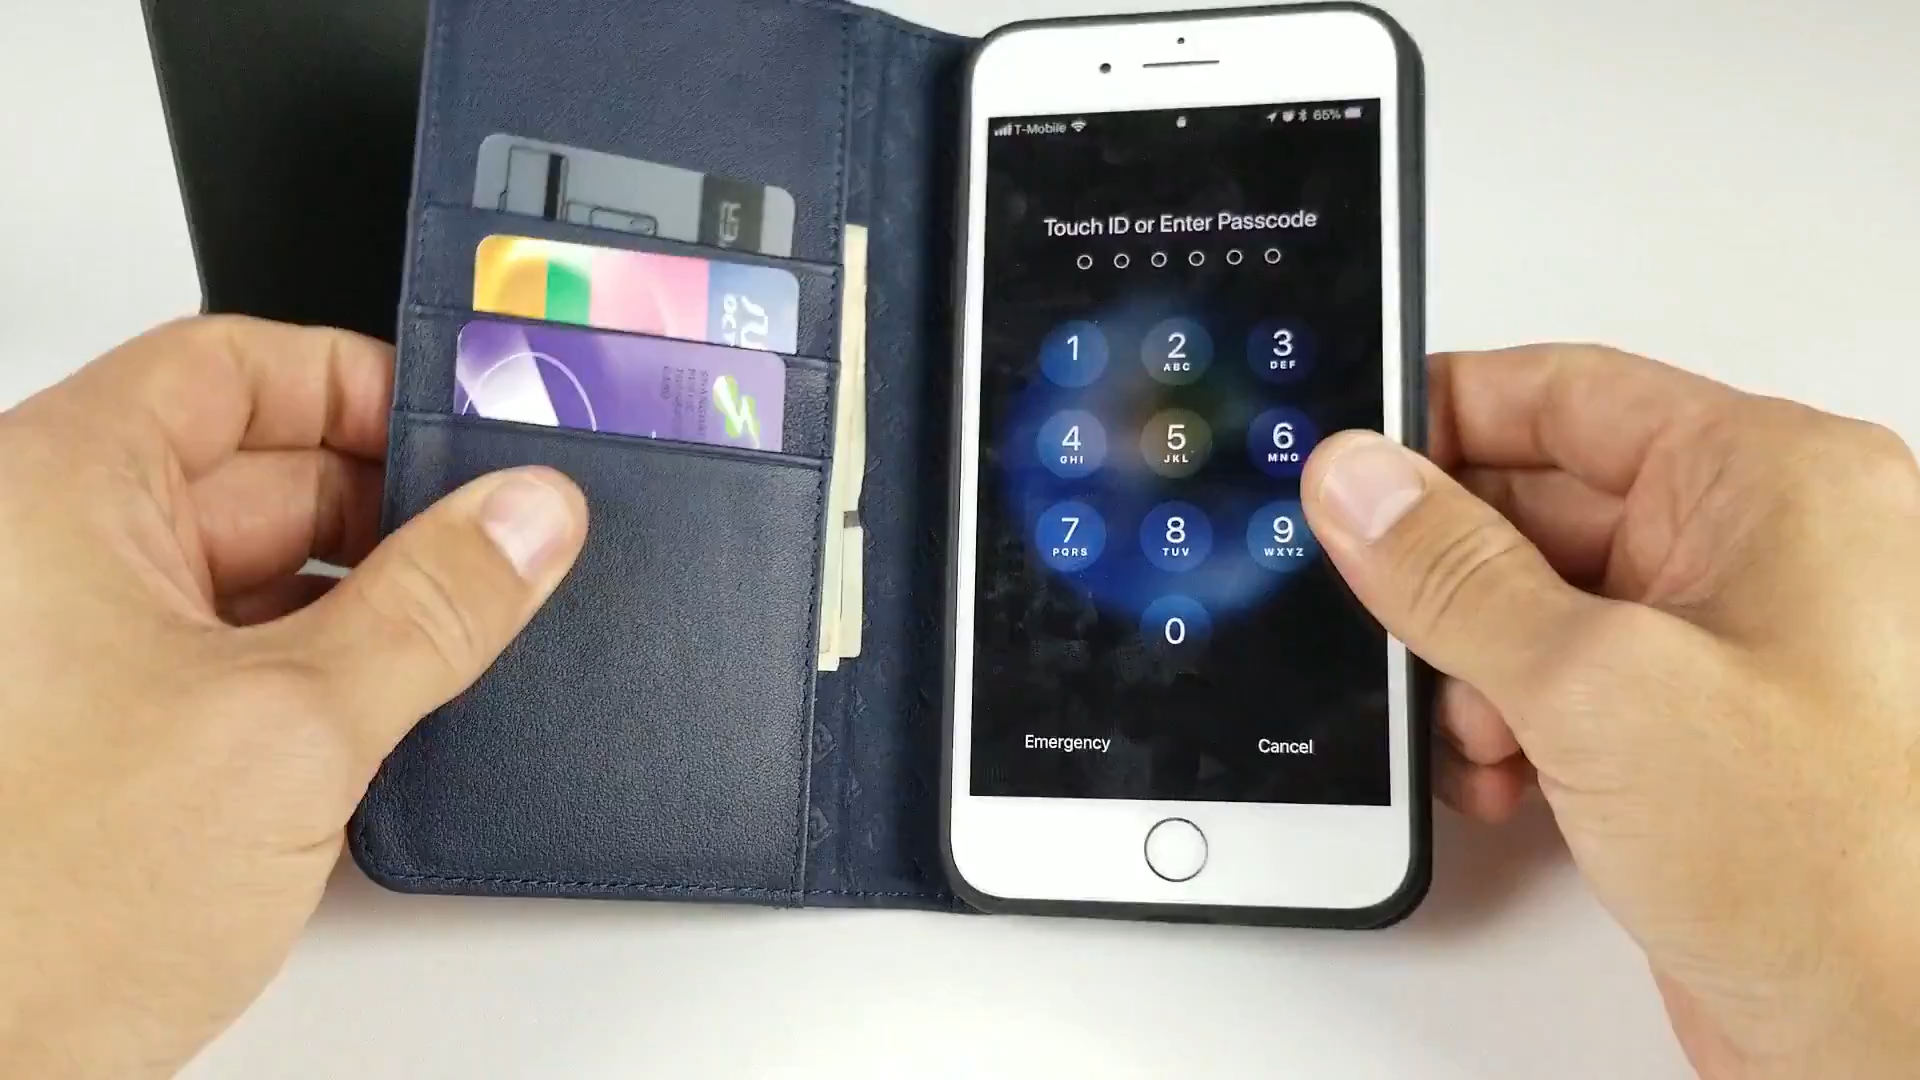 T-Mobile 65%
Touch ID or Enter Passcode
1 2 ABC 3 DEF
4 GHI 5 JKL 6 MNO
7 PQRS 8 TUV 9 WXYZ
0
Emergency Cancel